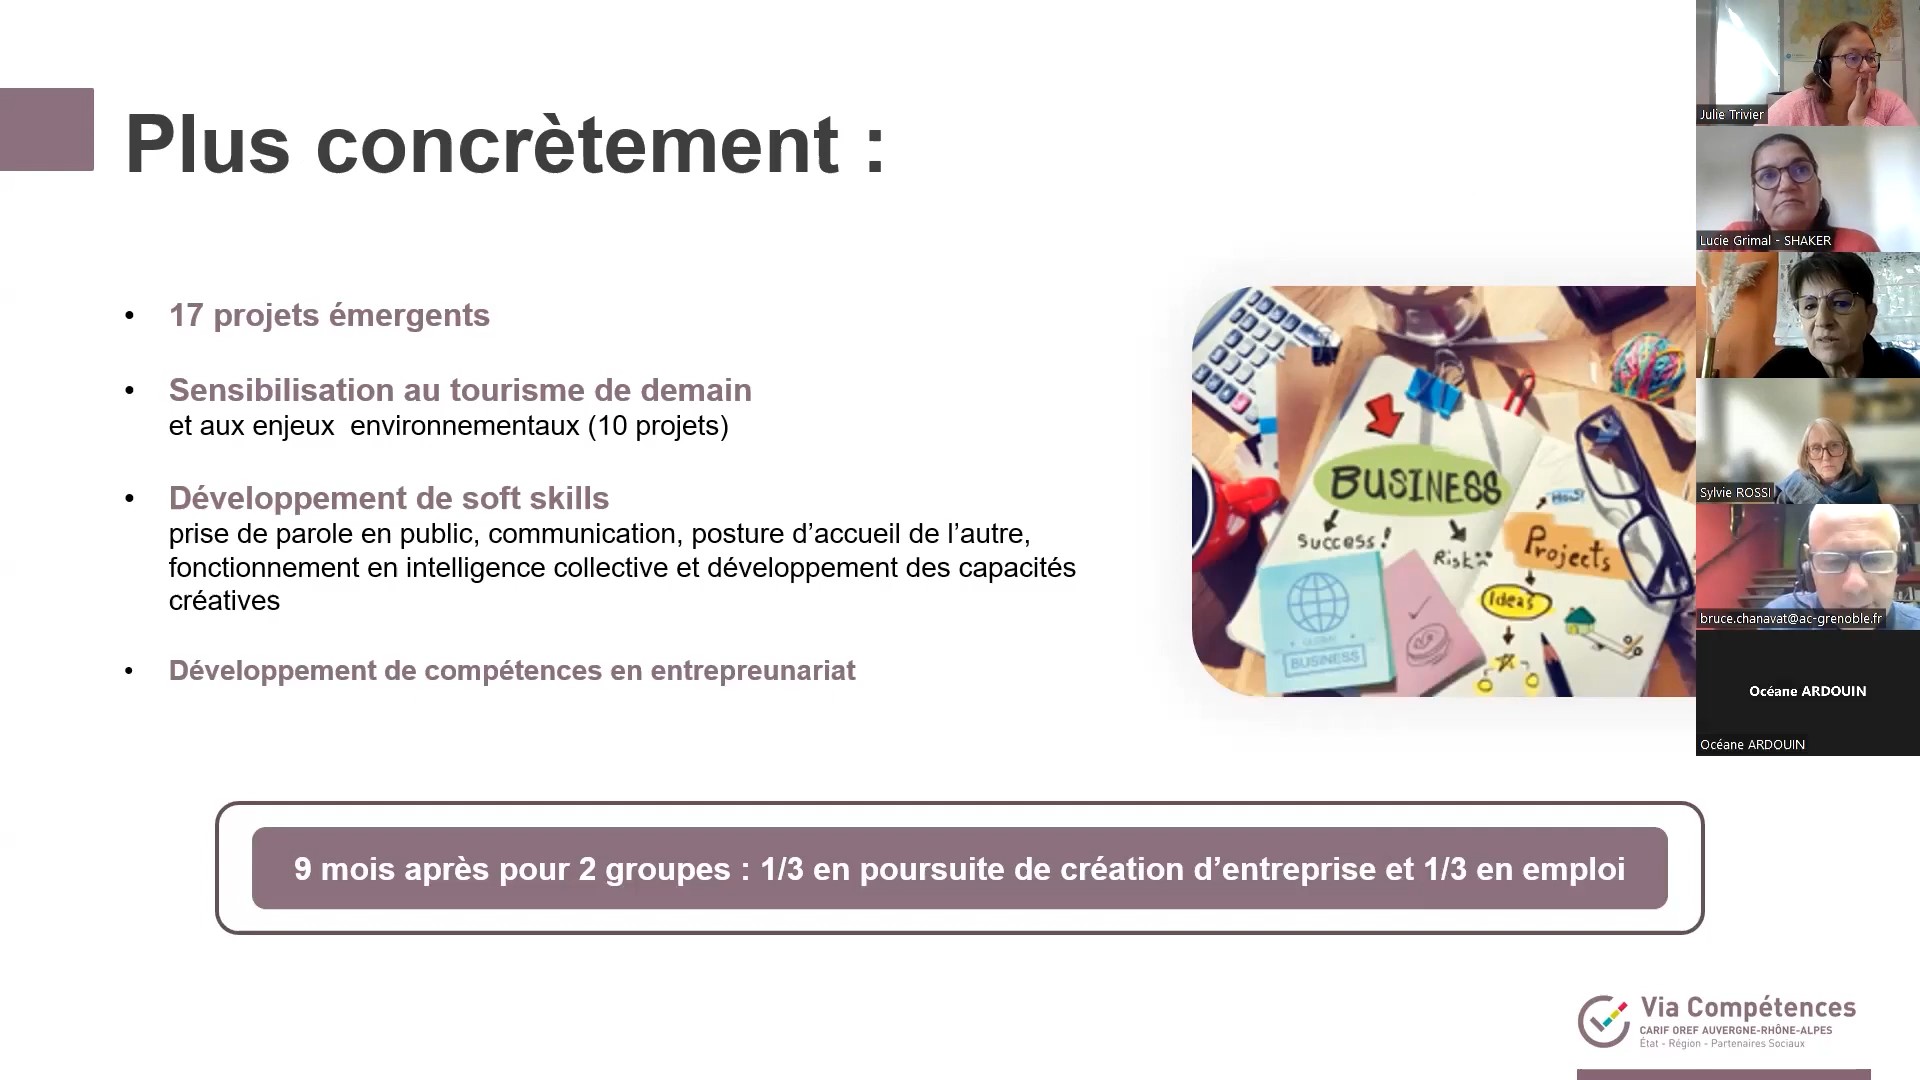 Plus concrètement :
• 17 projets émergents
• Sensibilisation au tourisme de demain
et aux enjeux  environnementaux (10 projets)
• Développement de soft skills
prise de parole en public, communication, posture d’accueil de l’autre,
fonctionnement en intelligence collective et développement des capacités
créatives
• Développement de compétences en entrepreunariat
BUSINESS
Success!
Risk
How!
Projects
Ideas
BUSINESS
%
9 mois après pour 2 groupes : 1/3 en poursuite de création d’entreprise et 1/3 en emploi
Julie Trivier
Lucie Grimal - SHAKER
Sylvie ROSSI
bruce.chanavat@ac-grenoble.fr
Océane ARDOUIN
Océane ARDOUIN
Via Compétences
CARIF OREF AUVERGNE-RHÔNE-ALPES
État - Région - Partenaires Sociaux